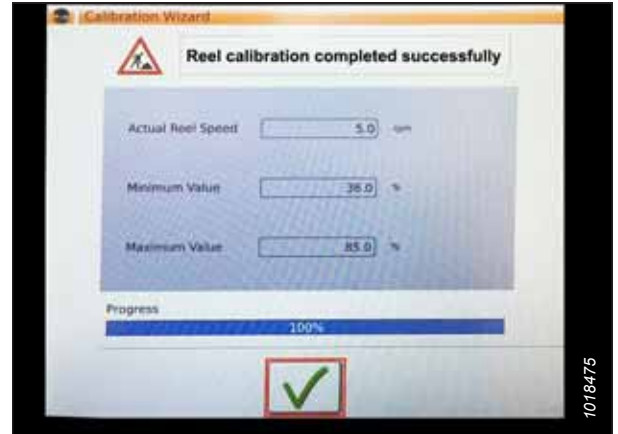 Calibration Wizard
Reel calibration completed successfully
Actual Reel Speed 5.0 rpm
Minimum Value 36.0 %
Maximum Value 85.0 %
Progress
100%
1018475